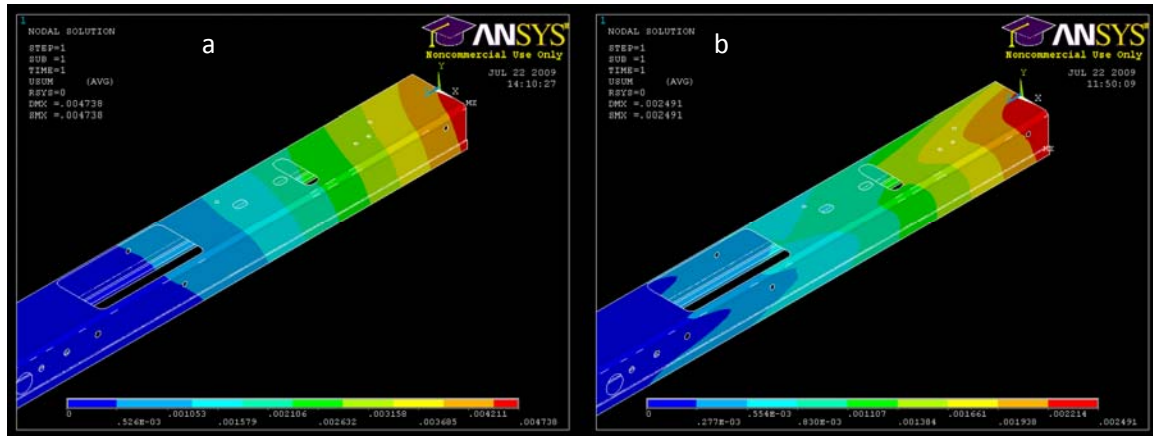 1
NODAL SOLUTION
STEP=1
SUB =1
TIME=1
USUM (AVG)
RSYS=0
DMX =.004738
SMX =.004738
a
ANSYS
Noncommercial Use Only
JUL 22 2009
14:10:27
Y
X
MX
0 .001053 .002106 .003158 .004211
.526E-03 .001579 .002632 .003685 .004738
1
NODAL SOLUTION
STEP=1
SUB =1
TIME=1
USUM (AVG)
RSYS=0
DMX =.002491
SMX =.002491
b
ANSYS
Noncommercial Use Only
JUL 22 2009
11:50:09
Y
X
MX
0 .554E-03 .001107 .001661 .002214
.277E-03 .830E-03 .001384 .001938 .002491